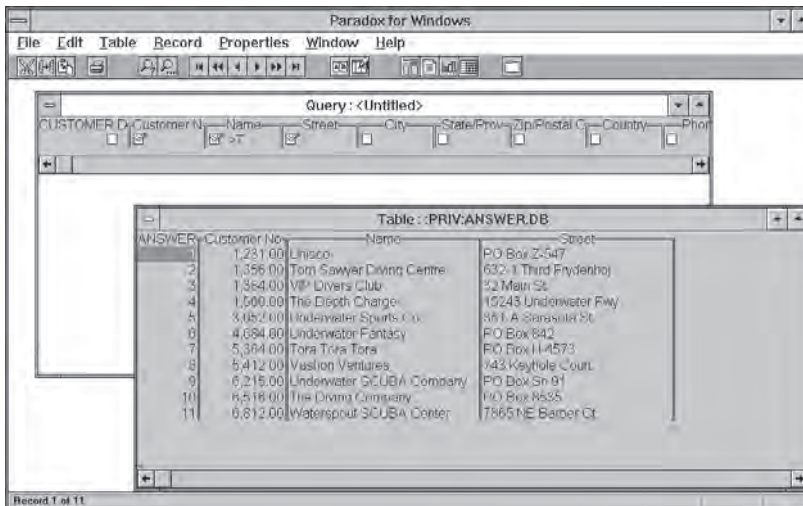 Paradox for Windows
File Edit Table Record Properties Window Help
Query : <Untitled>
CUSTOMER.D Customer N Name Street City State/Prov Zip/Postal C Country Phor
>T
Table : :PRIV:ANSWER.DB
ANSWER Customer No Name Street
1 1,231.00 Unisco PO Box Z-547
2 1,356.00 Tom Sawyer Diving Centre 632-1 Third Frydenhoj
3 1,384.00 VIP Divers Club 32 Main St.
4 1,500.00 The Depth Charge 15243 Underwater Fwy
5 3,052.00 Underwater Sports Co. Sarasota St.
6 4,684.00 Underwater Fantasy PO Box 842
7 5,384.00 Tora Tora Tora PO Box H-4573
8 5,412.00 Vashon Ventures 743 Keyhole Court
9 6,215.00 Underwater SCUBA Company PO Box Sn 91
10 6,516.00 The Diving Company PO Box 8535
11 6,812.00 Waterspout SCUBA Center 7865 NE Barber Ct.
Record 1 of 11